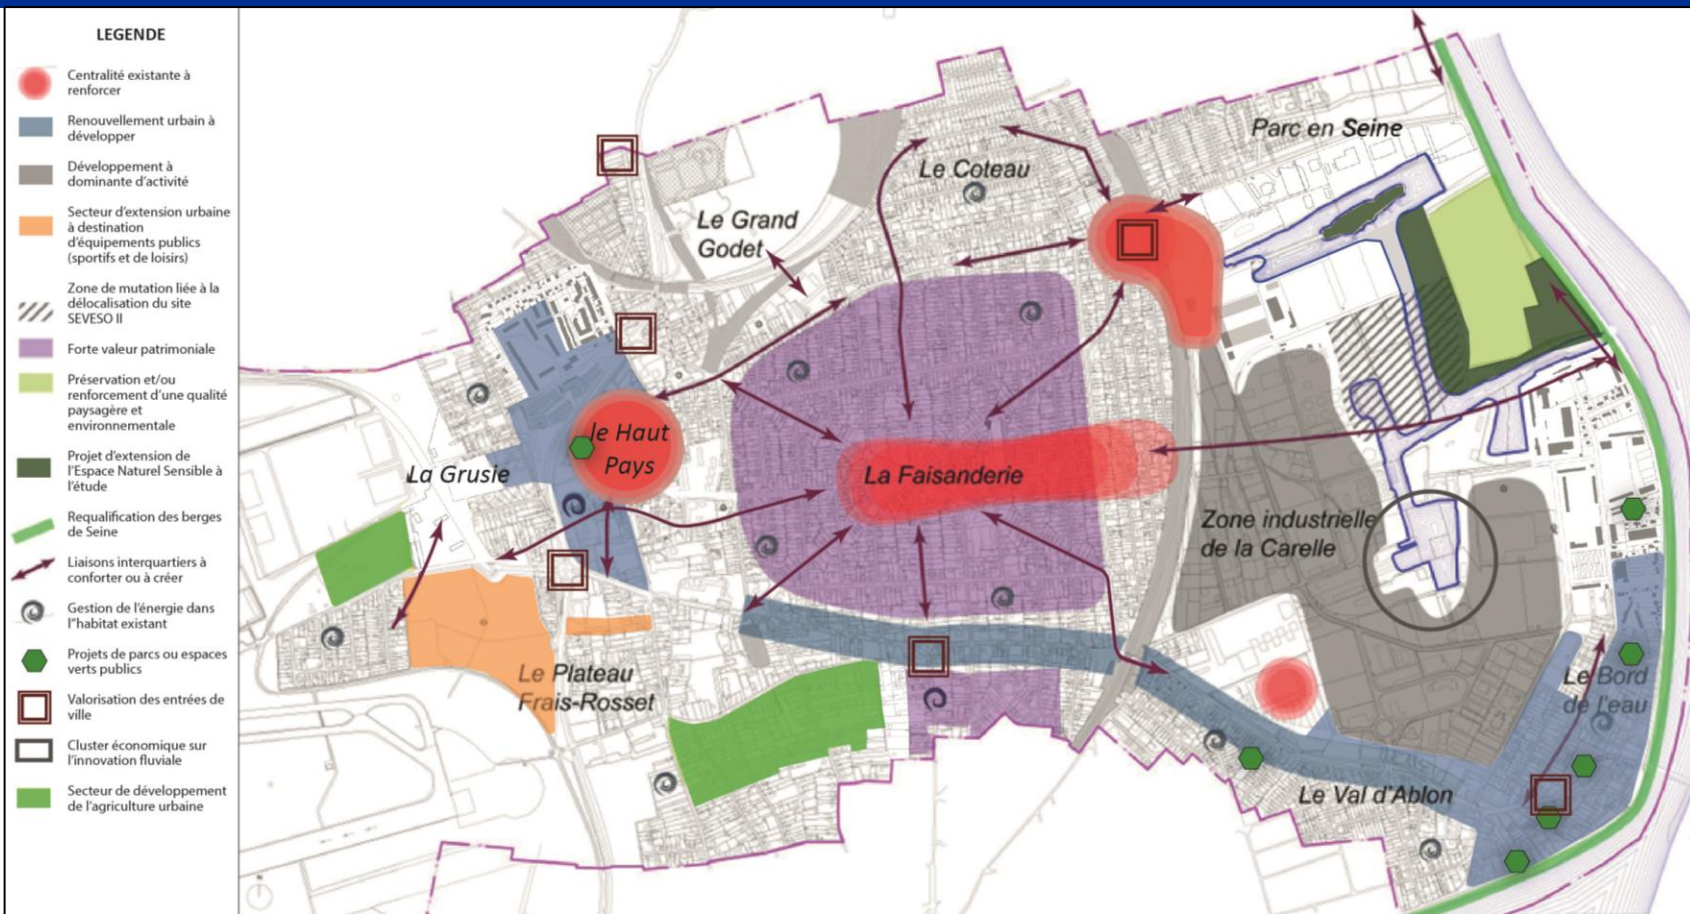 LEGENDE
Centralité existante à
renforcer
Renouvellement urbain à
développer
Développement à
dominante d'activité
Secteur d'extension urbaine
à destination
d'équipements publics
(sportifs et de loisirs)
Zone de mutation liée à la
délocalisation du site
SEVESO II
Forte valeur patrimoniale
Préservation et/ou
renforcement d'une qualité
paysagère et
environnementale
Projet d'extension de
l'Espace Naturel Sensible à
l'étude
Requalification des berges
de Seine
Liaisons interquartiers à
conforter ou à créer
Gestion de l'énergie dans
l"habitat existant
Projets de parcs ou espaces
verts publics
Valorisation des entrées de
ville
Cluster économique sur
l'innovation fluviale
Secteur de développement
de l'agriculture urbaine
Parc en Seine
Le Coteau
Le Grand
Godet
le Haut
Pays
La Grusie
La Faisanderie
Zone industrielle
de la Carelle
Le Plateau
Frais-Rosset
Le Bord
de l'eau
Le Val d'Ablon